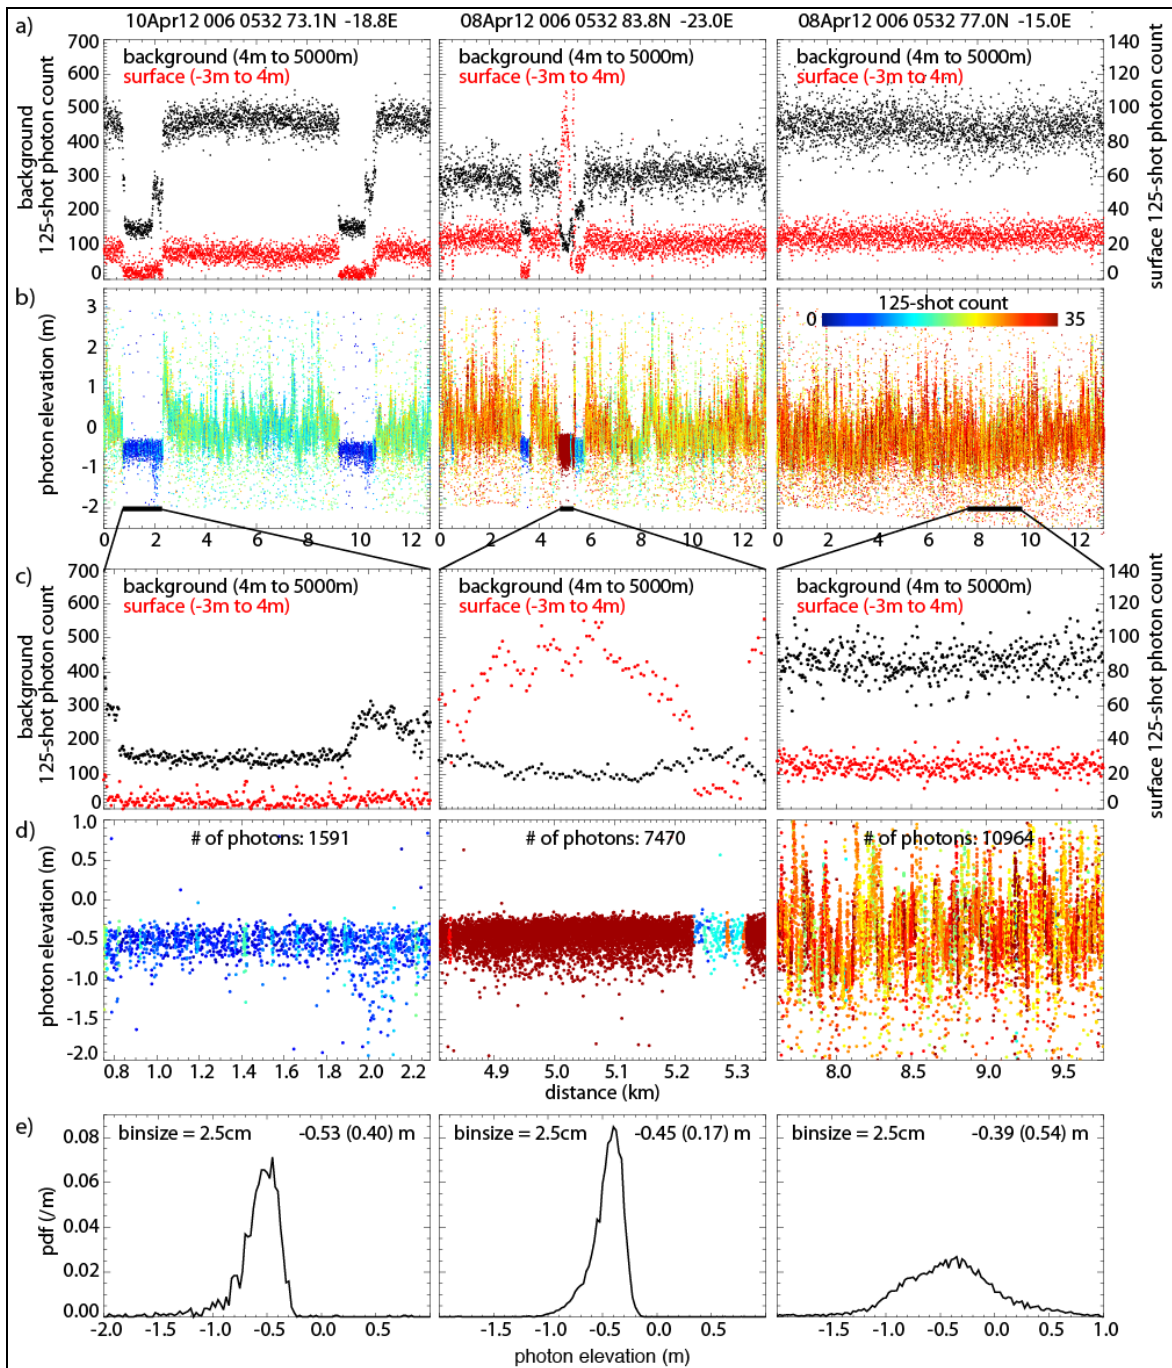 10Apr12 006 0532 73.1N -18.8E
08Apr12 006 0532 83.8N -23.0E
08Apr12 006 0532 77.0N -15.0E
a)
700
600
500
400
300
200
100
0
background
125-shot photon count
background (4m to 5000m)
surface (-3m to 4m)
background (4m to 5000m)
surface (-3m to 4m)
background (4m to 5000m)
surface (-3m to 4m)
140
120
100
80
60
40
20
0
surface 125-shot photon count
b)
3
2
1
0
-1
-2
photon elevation (m)
125-shot count
0
35
0 2 4 6 8 10 12
0 2 4 6 8 10 12
0 2 4 6 8 10 12
c)
700
600
500
400
300
200
100
0
background
125-shot photon count
background (4m to 5000m)
surface (-3m to 4m)
background (4m to 5000m)
surface (-3m to 4m)
background (4m to 5000m)
surface (-3m to 4m)
140
120
100
80
60
40
20
0
surface 125-shot photon count
d)
1.0
0.5
0.0
-0.5
-1.0
-1.5
-2.0
photon elevation (m)
# of photons: 1591
# of photons: 7470
# of photons: 10964
0.8 1.0 1.2 1.4 1.6 1.8 2.0 2.2
4.9 5.0 5.1 5.2 5.3
8.0 8.5 9.0 9.5
distance (km)
e)
0.08
0.06
0.04
0.02
0.00
pdf (/m)
binsize = 2.5cm -0.53 (0.40) m
binsize = 2.5cm -0.45 (0.17) m
binsize = 2.5cm -0.39 (0.54) m
-2.0 -1.5 -1.0 -0.5 0.0 0.5
-1.5 -1.0 -0.5 0.0 0.5
-1.5 -1.0 -0.5 0.0 0.5 1.0
photon elevation (m)